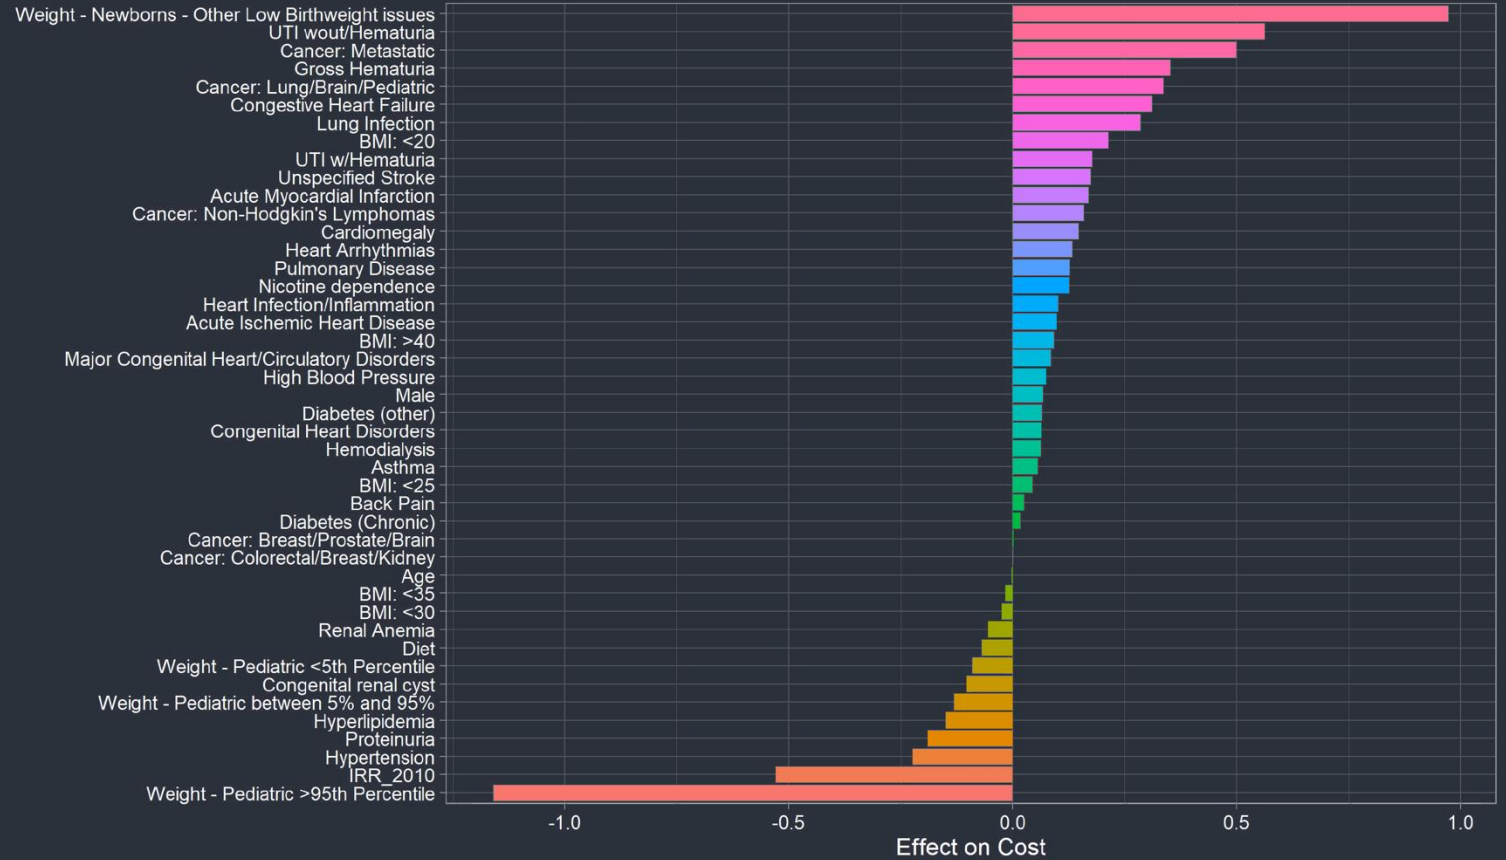 Weight - Newborns - Other Low Birthweight issues
UTI wout/Hematuria
Cancer: Metastatic
Gross Hematuria
Cancer: Lung/Brain/Pediatric
Congestive Heart Failure
Lung Infection
BMI: <20
UTI w/Hematuria
Unspecified Stroke
Acute Myocardial Infarction
Cancer: Non-Hodgkin's Lymphomas
Cardiomegaly
Heart Arrhythmias
Pulmonary Disease
Nicotine dependence
Heart Infection/Inflammation
Acute Ischemic Heart Disease
BMI: >40
Major Congenital Heart/Circulatory Disorders
High Blood Pressure
Male
Diabetes (other)
Congenital Heart Disorders
Hemodialysis
Asthma
BMI: <25
Back Pain
Diabetes (Chronic)
Cancer: Breast/Prostate/Brain
Cancer: Colorectal/Breast/Kidney
Age
BMI: <35
BMI: <30
Renal Anemia
Diet
Weight - Pediatric <5th Percentile
Congenital renal cyst
Weight - Pediatric between 5% and 95%
Hyperlipidemia
Proteinuria
Hypertension
IRR_2010
Weight - Pediatric >95th Percentile
-1.0 -0.5 0.0 0.5 1.0
Effect on Cost